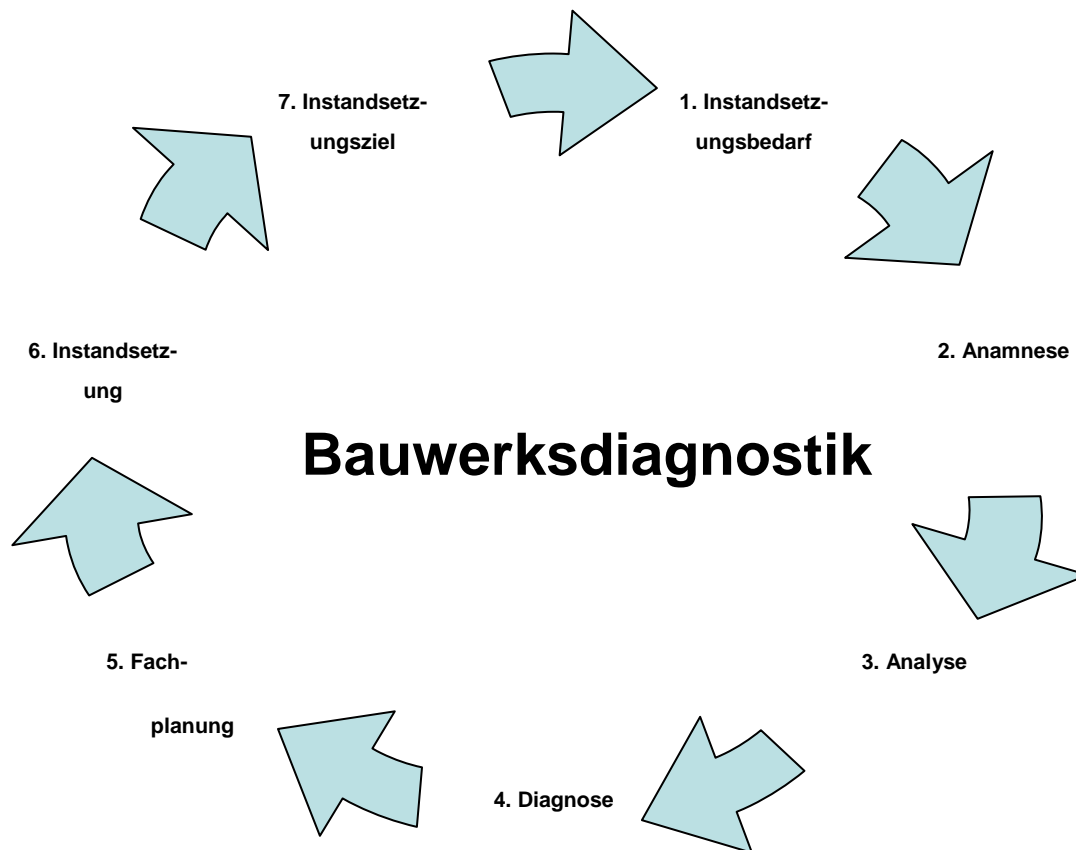 7. Instandsetz-
ungsziel
1. Instandsetz-
ungsbedarf
6. Instandsetz-
ung
2. Anamnese
Bauwerksdiagnostik
5. Fach-
planung
3. Analyse
4. Diagnose